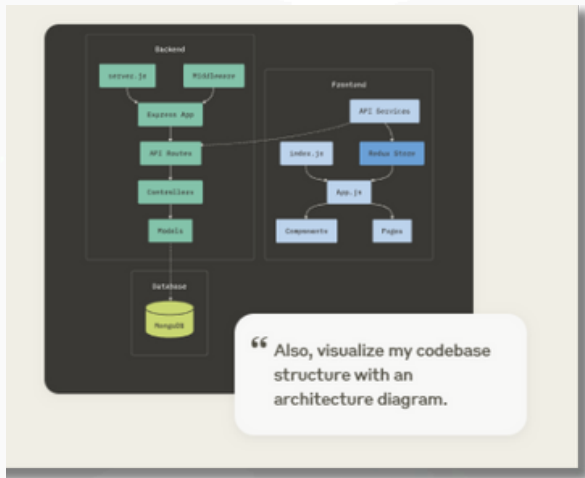 Backend
server.js
Middleware
Express App
API Routes
Controllers
Models
Database
MongoDB
Frontend
API Services
index.js
Redux Store
App.js
Components
Pages
“ Also, visualize my codebase
structure with an
architecture diagram.